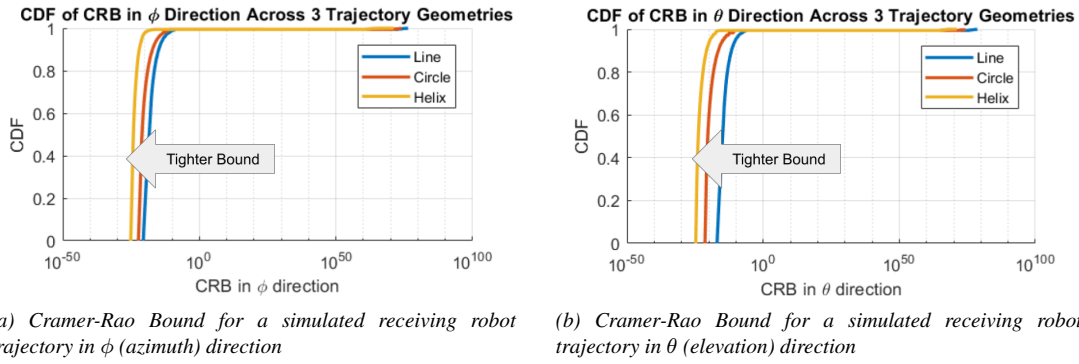 CDF of CRB in ϕ Direction Across 3 Trajectory Geometries
1
0.8
0.6
0.4
0.2
0
CDF
Line
Circle
Helix
Tighter Bound
10^-50
10^0
10^50
10^100
CRB in ϕ direction
a) Cramer-Rao Bound for a simulated receiving robot
rajectory in ϕ (azimuth) direction
CDF of CRB in θ Direction Across 3 Trajectory Geometries
1
0.8
0.6
0.4
0.2
0
CDF
Line
Circle
Helix
Tighter Bound
10^-50
10^0
10^50
10^100
CRB in θ direction
(b) Cramer-Rao Bound for a simulated receiving robot
trajectory in θ (elevation) direction